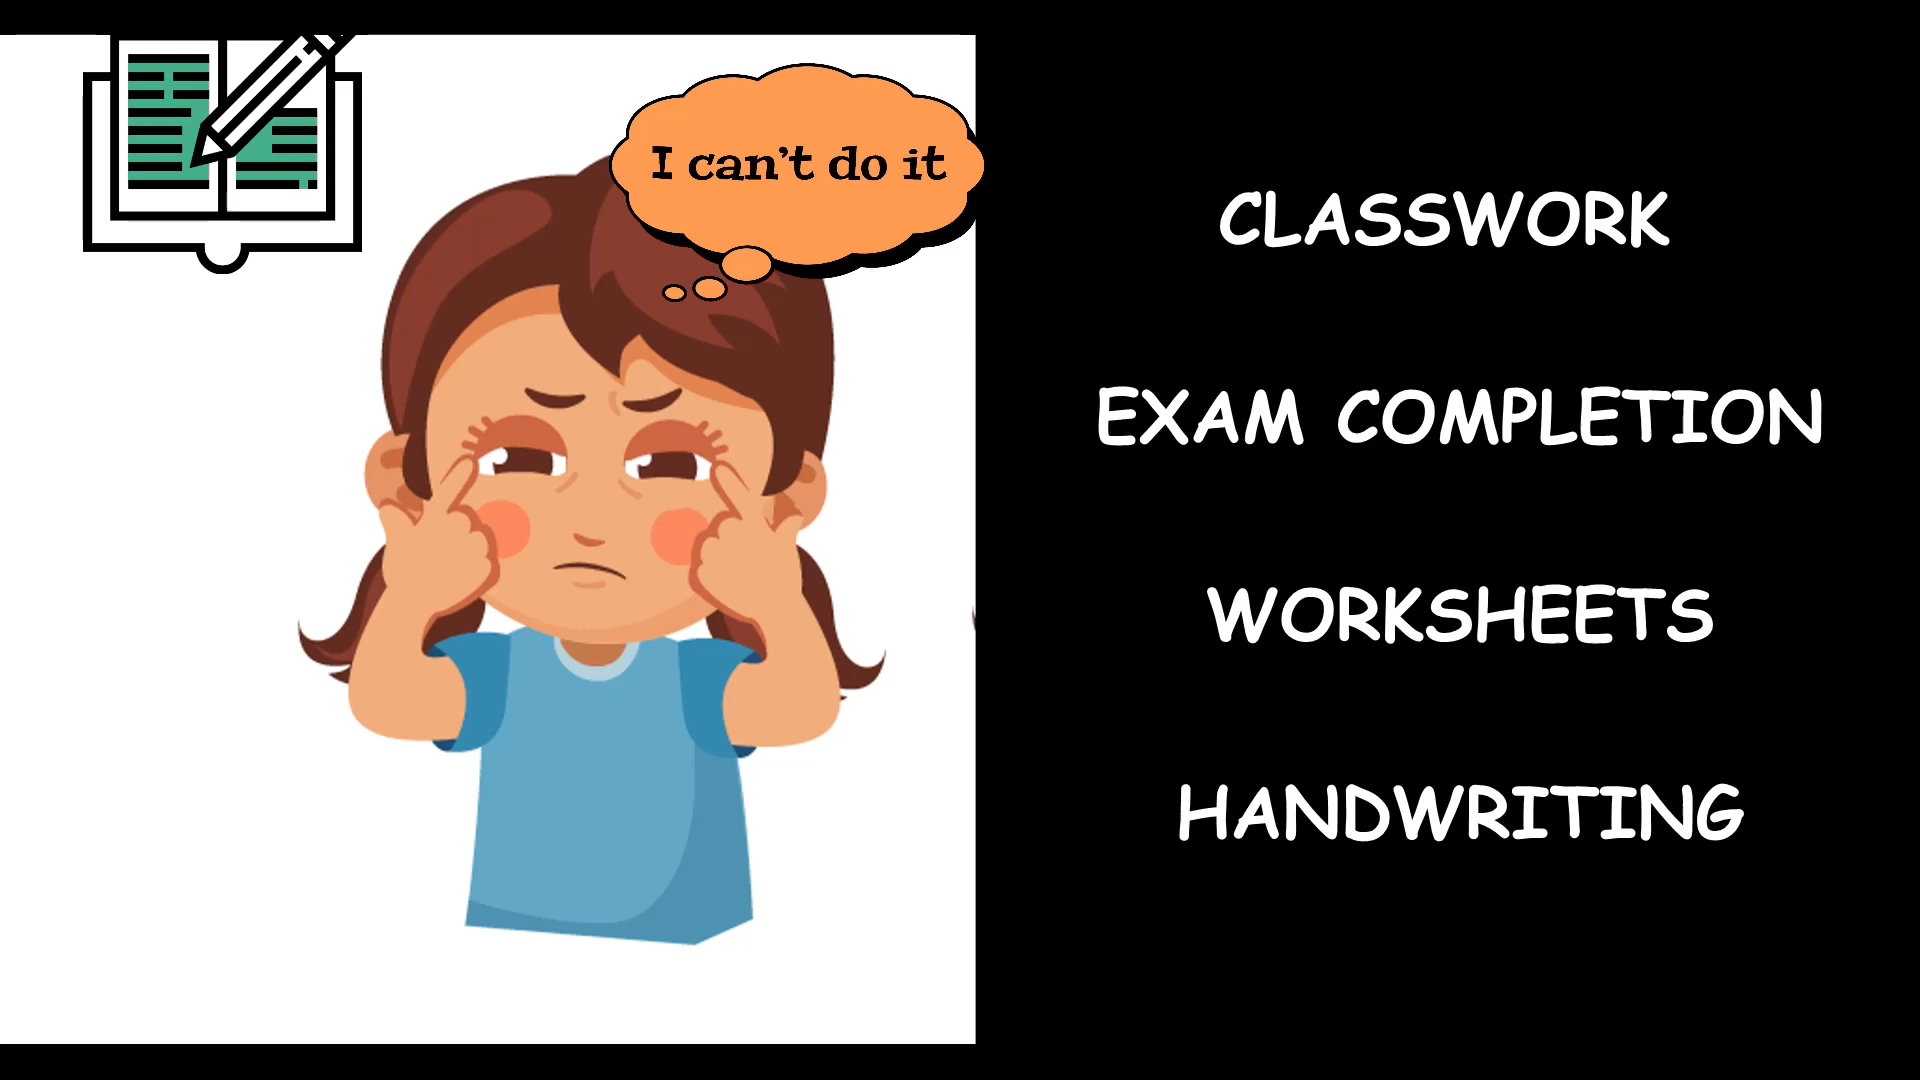 I can't do it
CLASSWORK
EXAM COMPLETION
WORKSHEETS
HANDWRITING